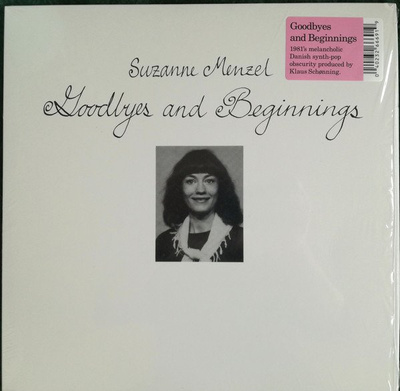 Goodbyes
and Beginnings
1981's melancholic
Danish synth-pop
obscurity produced by
Klaus Schønning.
Suzanne Menzel
Goodbyes and Beginnings